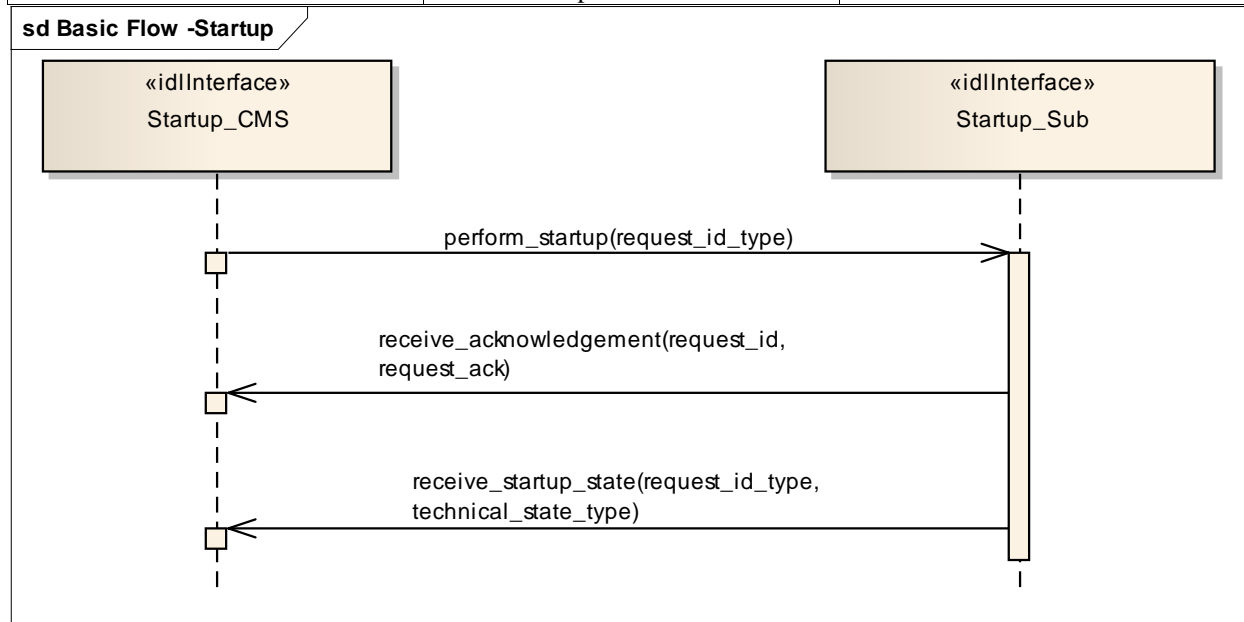 sd Basic Flow -Startup
«idlInterface»
Startup_CMS
«idlInterface»
Startup_Sub
perform_startup(request_id_type)
receive_acknowledgement(request_id,
request_ack)
receive_startup_state(request_id_type,
technical_state_type)